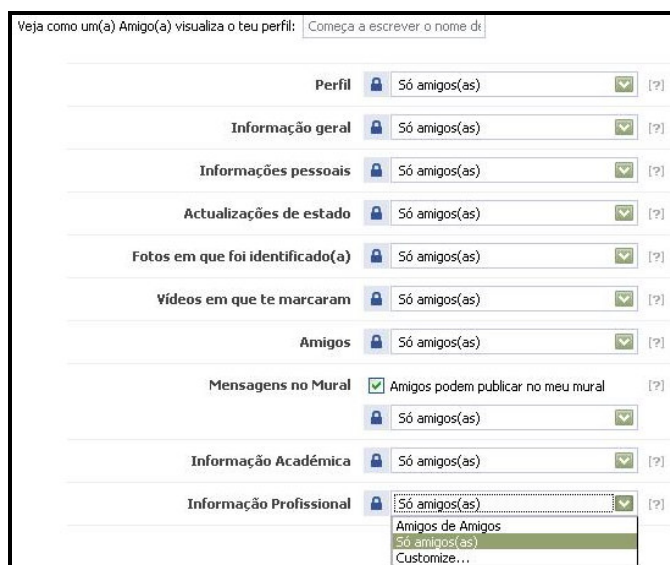 Veja como um(a) Amigo(a) visualiza o teu perfil: Começa a escrever o nome de
Perfil Só amigos(as) [?]
Informação geral Só amigos(as) [?]
Informações pessoais Só amigos(as) [?]
Actualizações de estado Só amigos(as) [?]
Fotos em que foi identificado(a) Só amigos(as) [?]
Vídeos em que te marcaram Só amigos(as) [?]
Amigos Só amigos(as) [?]
Mensagens no Mural Amigos podem publicar no meu mural [?]
Só amigos(as)
Informação Académica Só amigos(as) [?]
Informação Profissional Só amigos(as) [?]
Amigos de Amigos
Só amigos(as)
Customize...